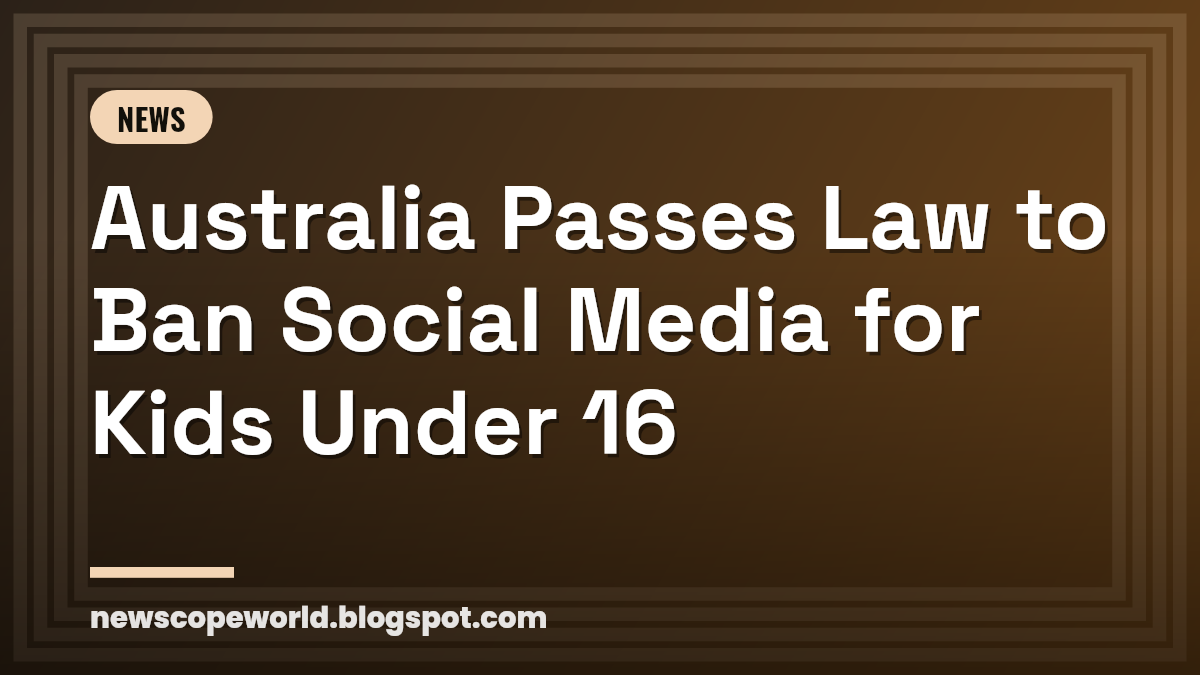 NEWS
Australia Passes Law to
Ban Social Media for
Kids Under 16
newscopeworld.blogspot.com